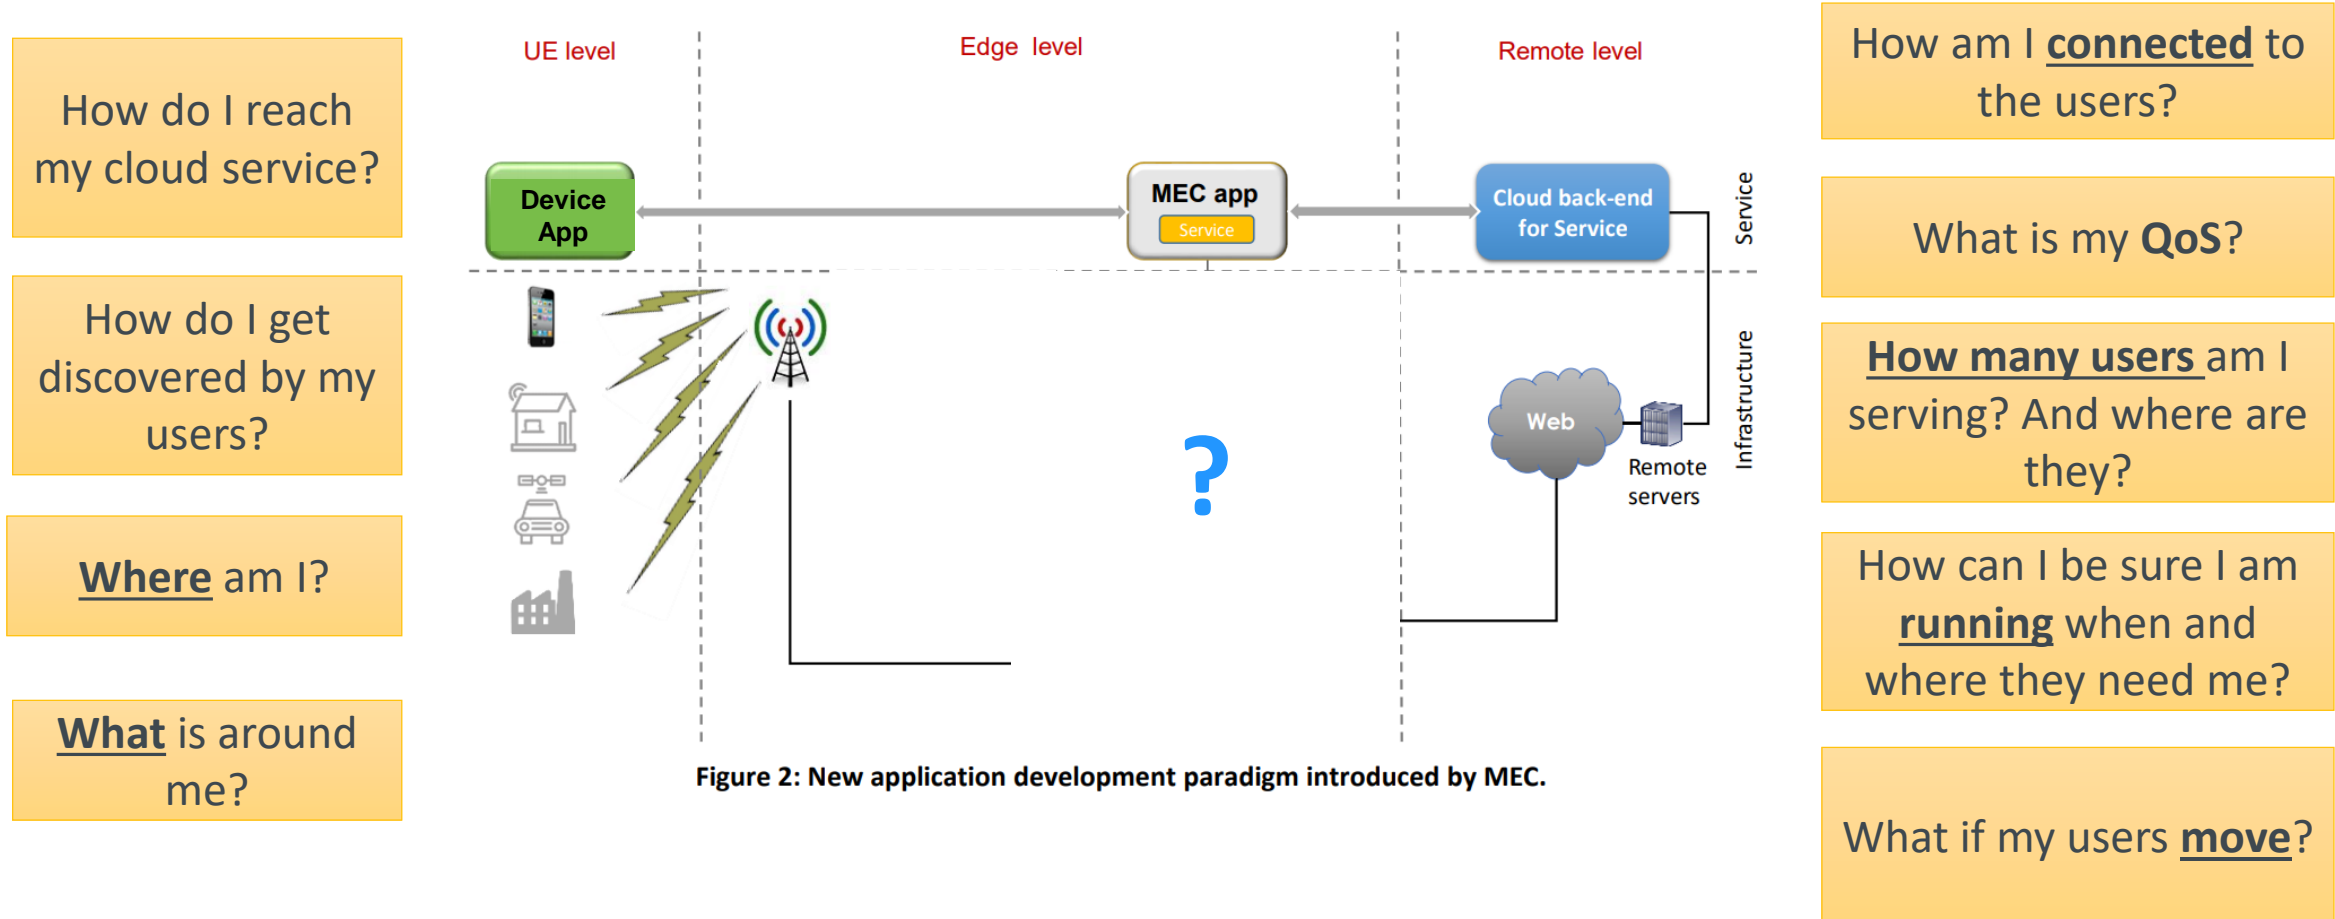 How do I reach
my cloud service?
How do I get
discovered by my
users?
Where am I?
What is around
me?
UE level
Edge level
Remote level
Device
App
MEC app
Service
Cloud back-end
for Service
Service
Infrastructure
?
Web
Remote
servers
Figure 2: New application development paradigm introduced by MEC.
How am I connected to
the users?
What is my QoS?
How many users am I
serving? And where are
they?
How can I be sure I am
running when and
where they need me?
What if my users move?